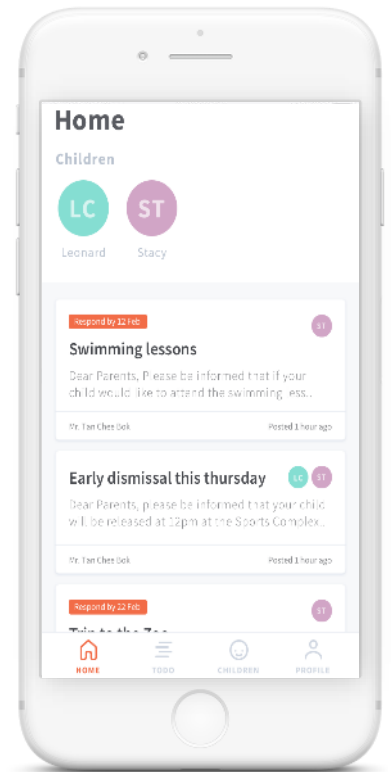 Home
Children
LC ST
Leonard Stacy
Respond by 12 Feb ST
Swimming lessons
Dear Parents, Please be informed that if your
child would like to attend the swimming less..
Mr. Tan Chee Bok Posted 1 hour ago
Early dismissal this thursday LC ST
Dear Parents, please be informed that your child
will be released at 12pm at the Sports Complex..
Mr. Tan Chee Bok Posted 1 hour ago
Respond by 22 Feb ST
Trip to the Zoo
HOME TODO CHILDREN PROFILE